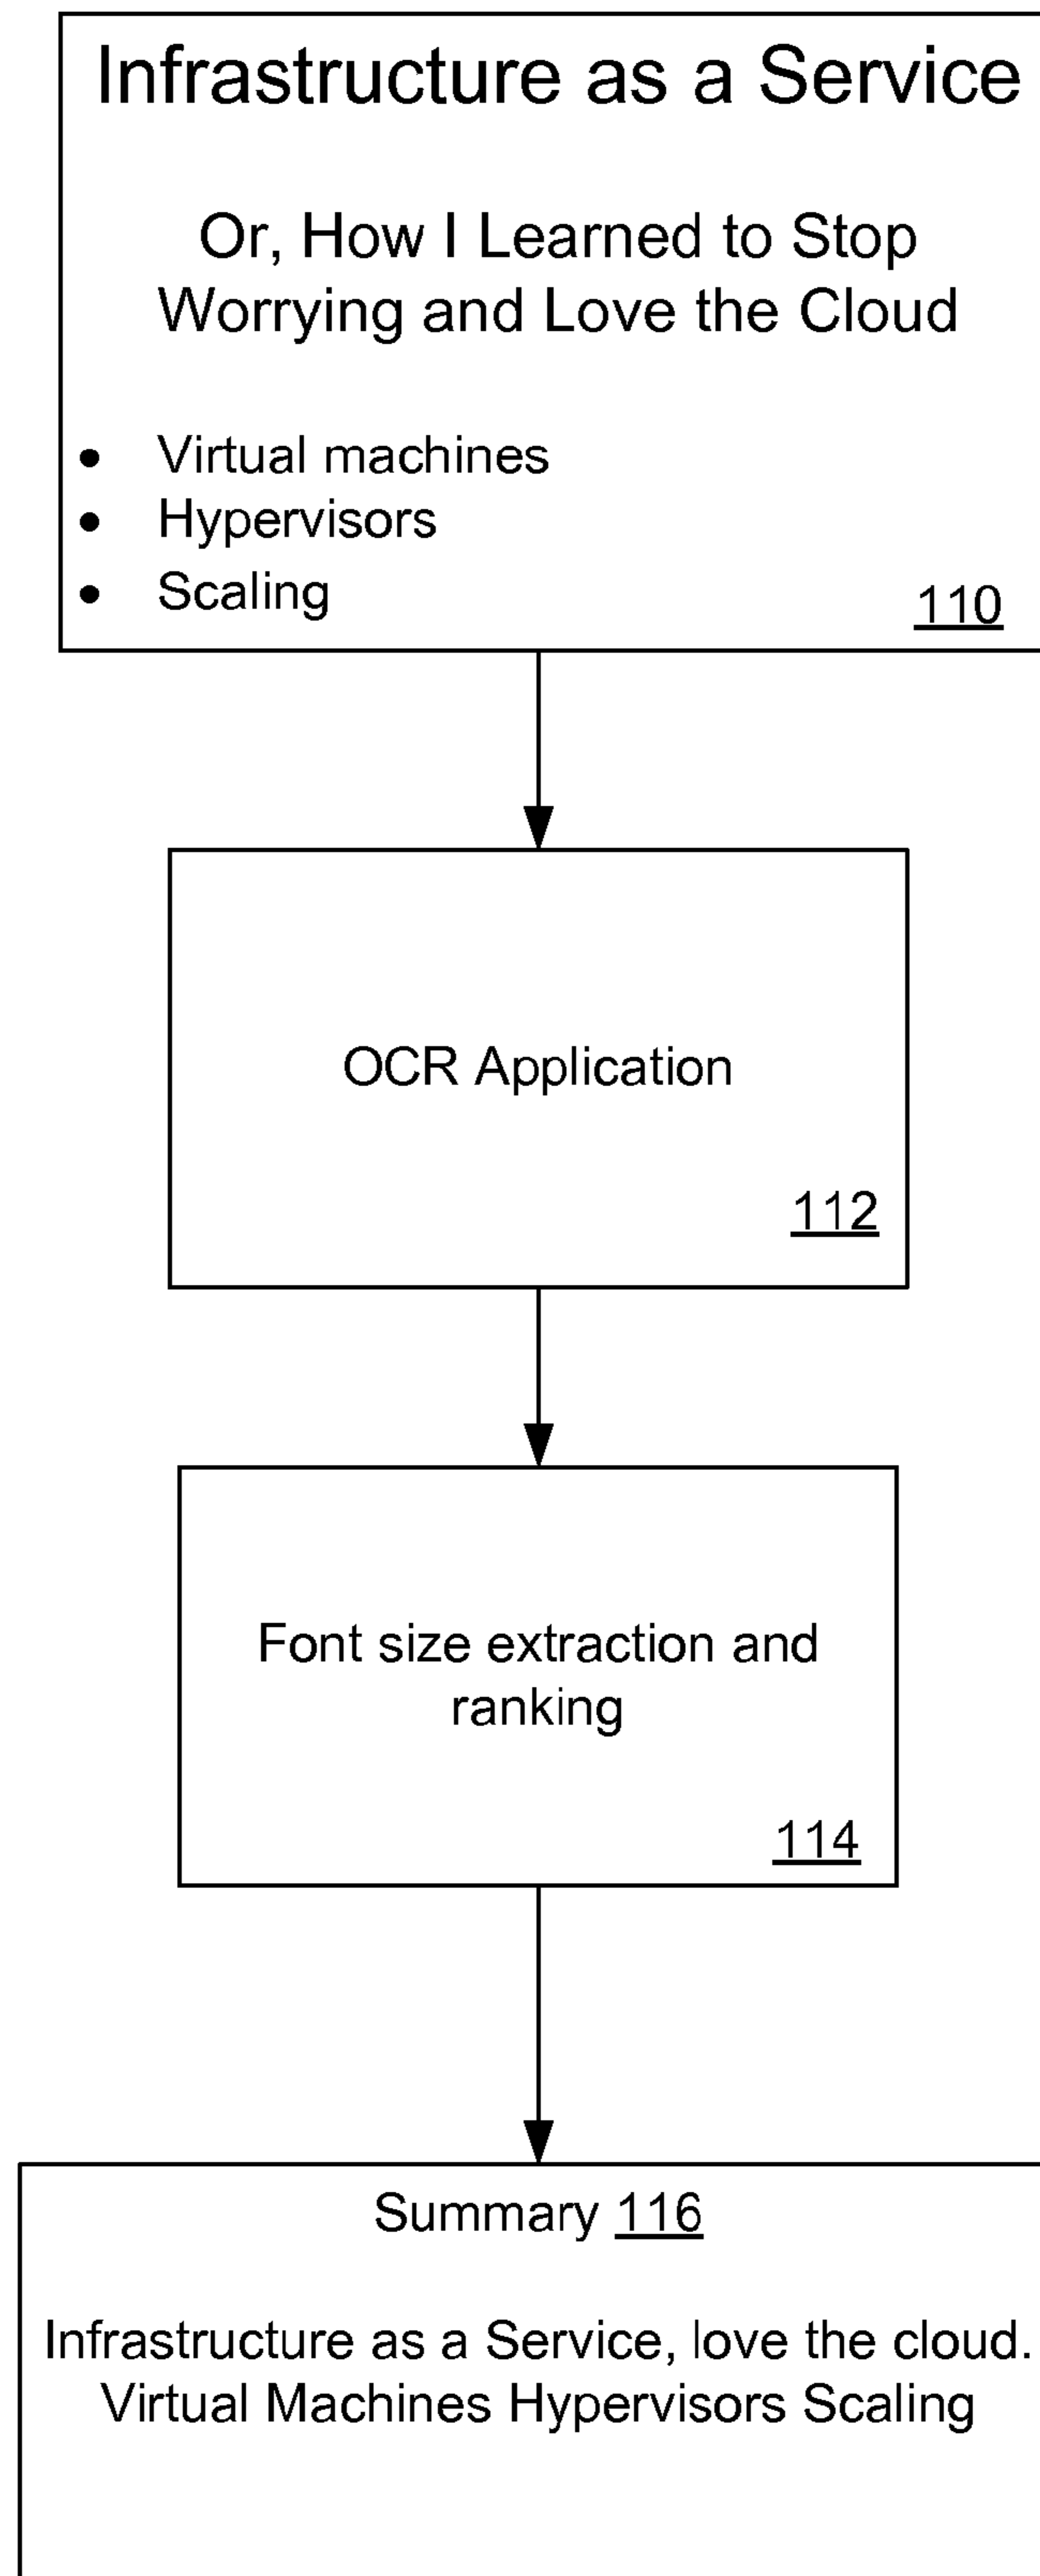 Infrastructure as a Service
Or, How I Learned to Stop
Worrying and Love the Cloud
• Virtual machines
• Hypervisors
• Scaling
110
OCR Application
112
Font size extraction and
ranking
114
Summary 116
Infrastructure as a Service, love the cloud.
Virtual Machines Hypervisors Scaling